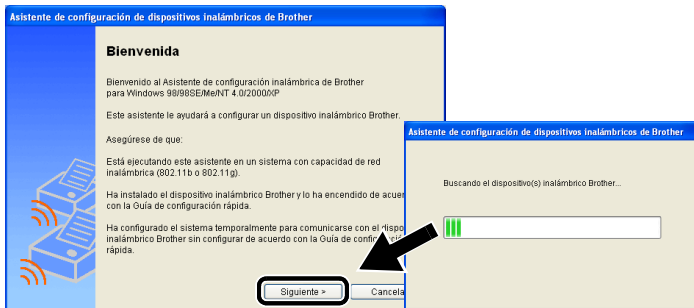 Asistente de configuración de dispositivos inalámbricos de Brother
Bienvenida
Bienvenido al Asistente de configuración inalámbrica de Brother
para Windows 98/98SE/Me/NT 4.0/2000/XP
Este asistente le ayudará a configurar un dispositivo inalámbrico Brother.
Asegúrese de que:
Está ejecutando este asistente en un sistema con capacidad de red
inalámbrica (802.11b o 802.11g).
Ha instalado el dispositivo inalámbrico Brother y lo ha encendido de acuer
con la Guía de configuración rápida.
Ha configurado el sistema temporalmente para comunicarse con el dispo
inalámbrico Brother sin configurar de acuerdo con la Guía de
rápida.
Siguiente >
Cancela
Asistente de configuración de dispositivos inalámbricos de Brother
Buscando el dispositivo(s) inalámbrico Brother...